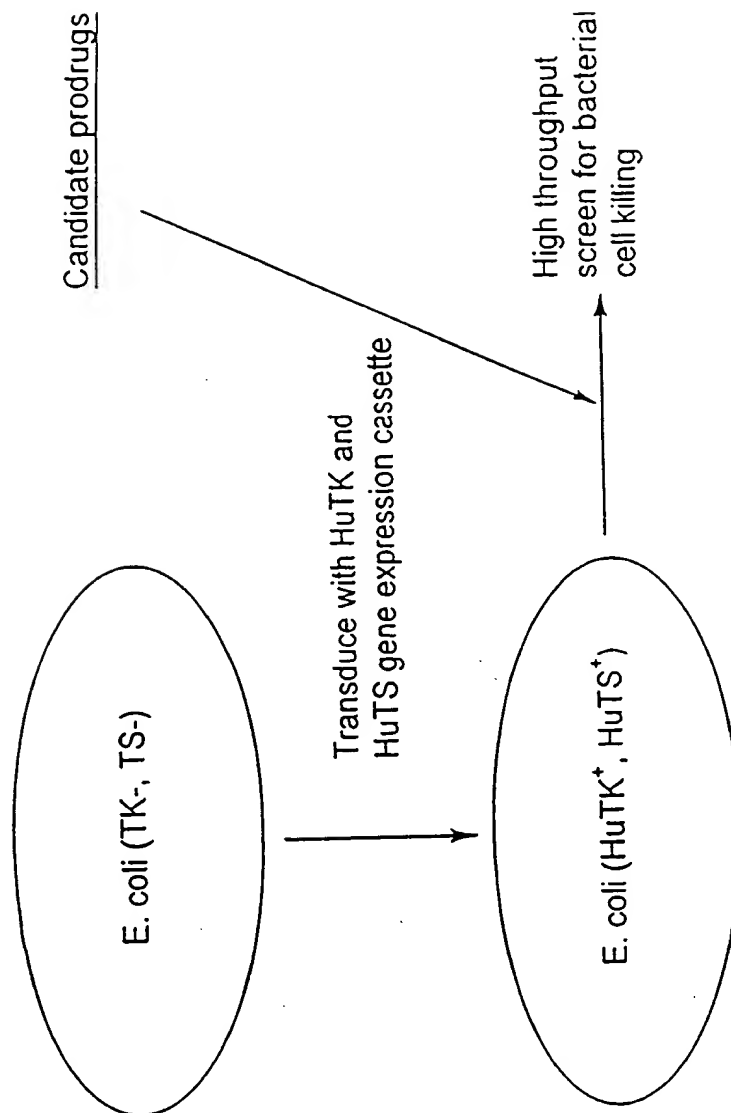 E. coli (TK-, TS-)
Transduce with HuTK and
HuTS gene expression cassette
Candidate prodrugs
E. coli (HuTK⁺, HuTS⁺)
High throughput
screen for bacterial
cell killing